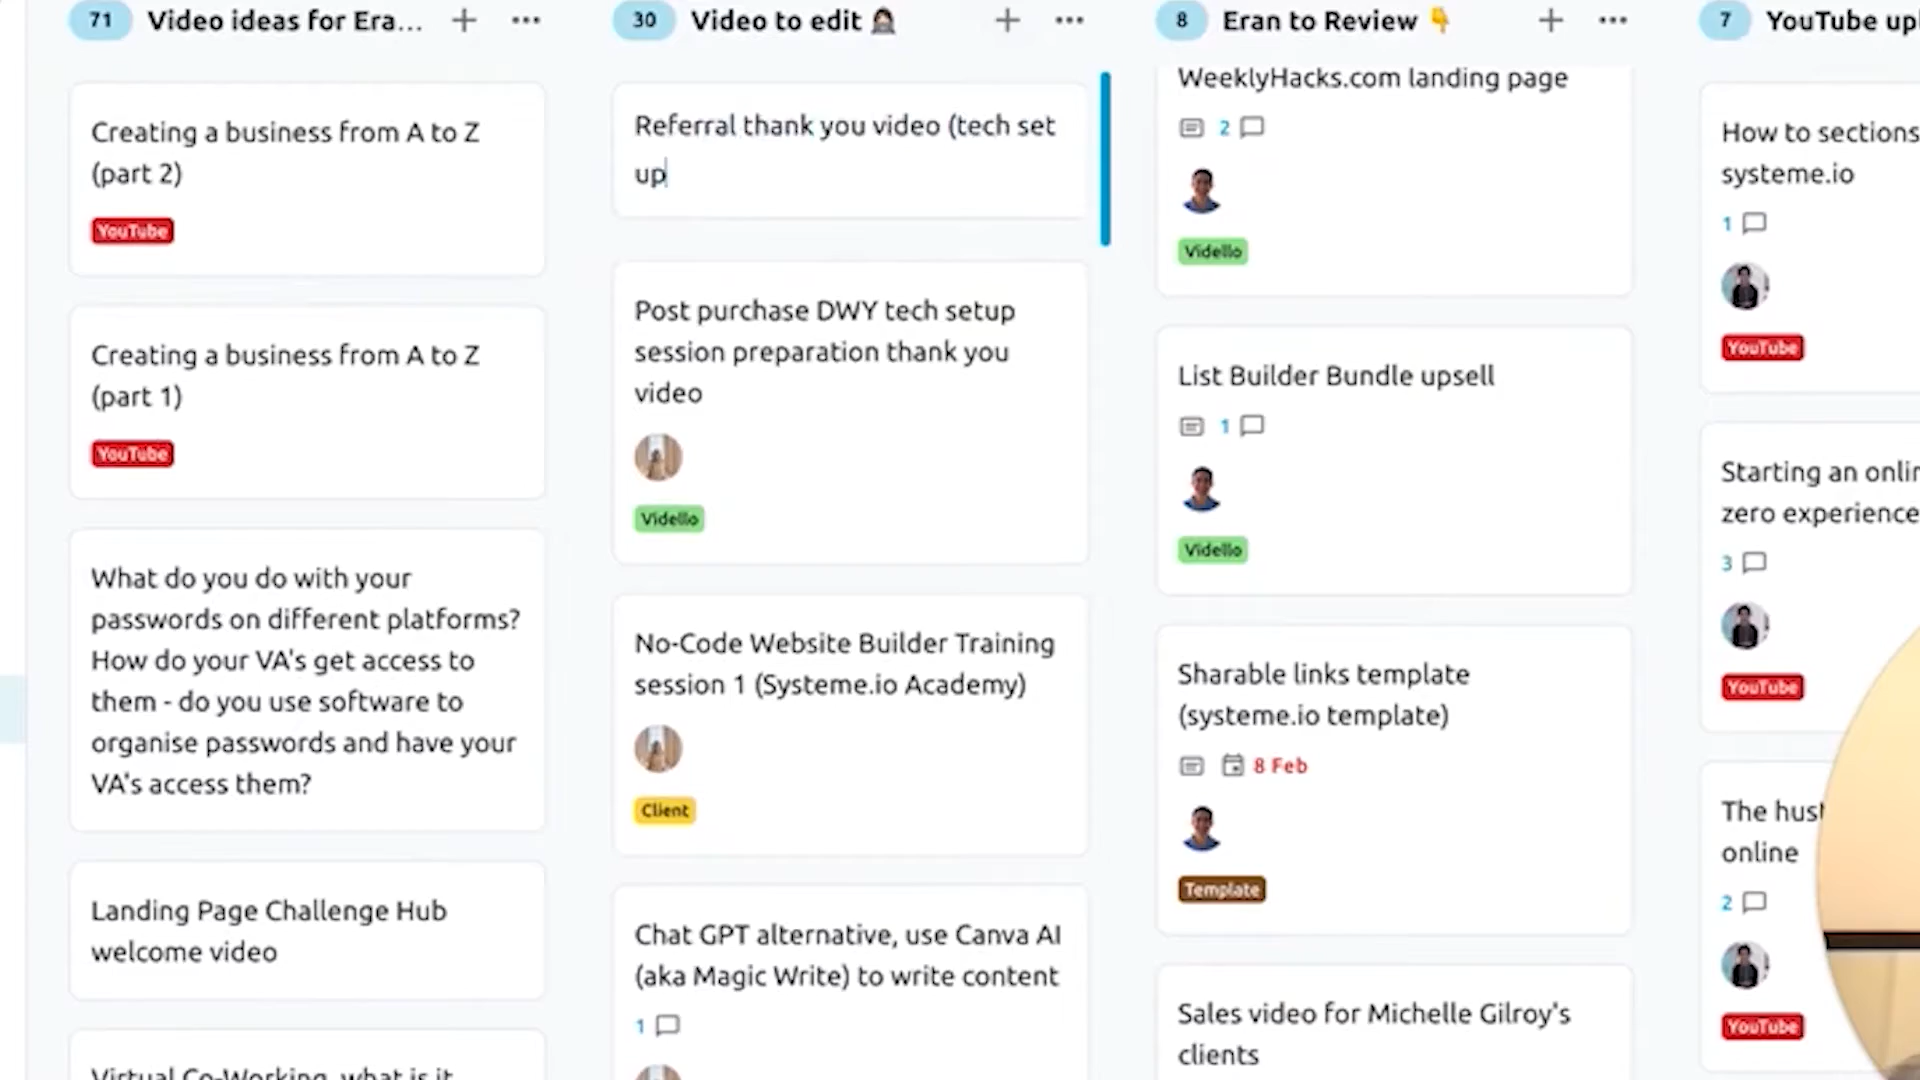 71 Video ideas for Era...
Creating a business from A to Z
(part 2)
YouTube
Creating a business from A to Z
(part 1)
YouTube
What do you do with your
passwords on different platforms?
How do your VA's get access to
them - do you use software to
organise passwords and have your
VA's access them?
Landing Page Challenge Hub
welcome video
Virtual Co-Working, what is it
30 Video to edit
Referral thank you video (tech set
up
Post purchase DWY tech setup
session preparation thank you
video
Vidello
No-Code Website Builder Training
session 1 (Systeme.io Academy)
Client
Chat GPT alternative, use Canva AI
(aka Magic Write) to write content
1
8 Eran to Review
WeeklyHacks.com landing page
2
Vidello
List Builder Bundle upsell
1
Vidello
Sharable links template
(systeme.io template)
8 Feb
Template
Sales video for Michelle Gilroy's
clients
7 YouTube up
How to sections
systeme.io
1
YouTube
Starting an onlin
zero experience
3
YouTube
The hust
online
2
YouTube